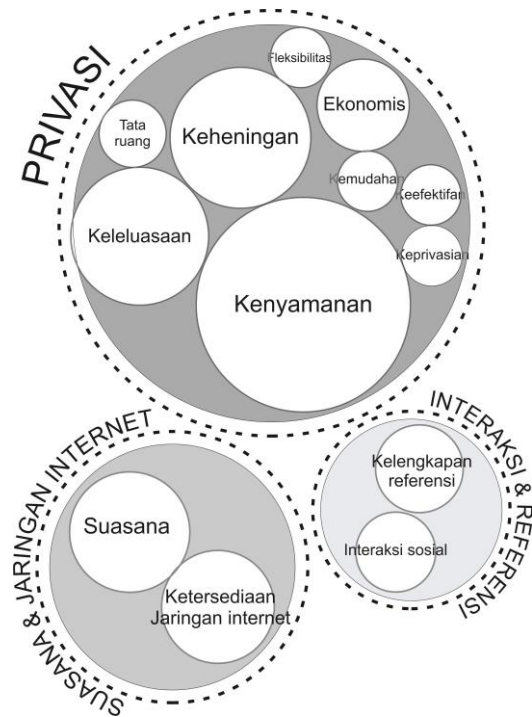 PRIVASI
Fleksibilitas
Ekonomis
Tata
ruang
Keheningan
Kemudahan
Keefektifan
Keleluasaan
Keprivasian
Kenyamanan
SUASANA & JARINGAN INTERNET
Suasana
Ketersediaan
Jaringan internet
INTERAKSI & REFERENSI
Kelengkapan
referensi
Interaksi sosial